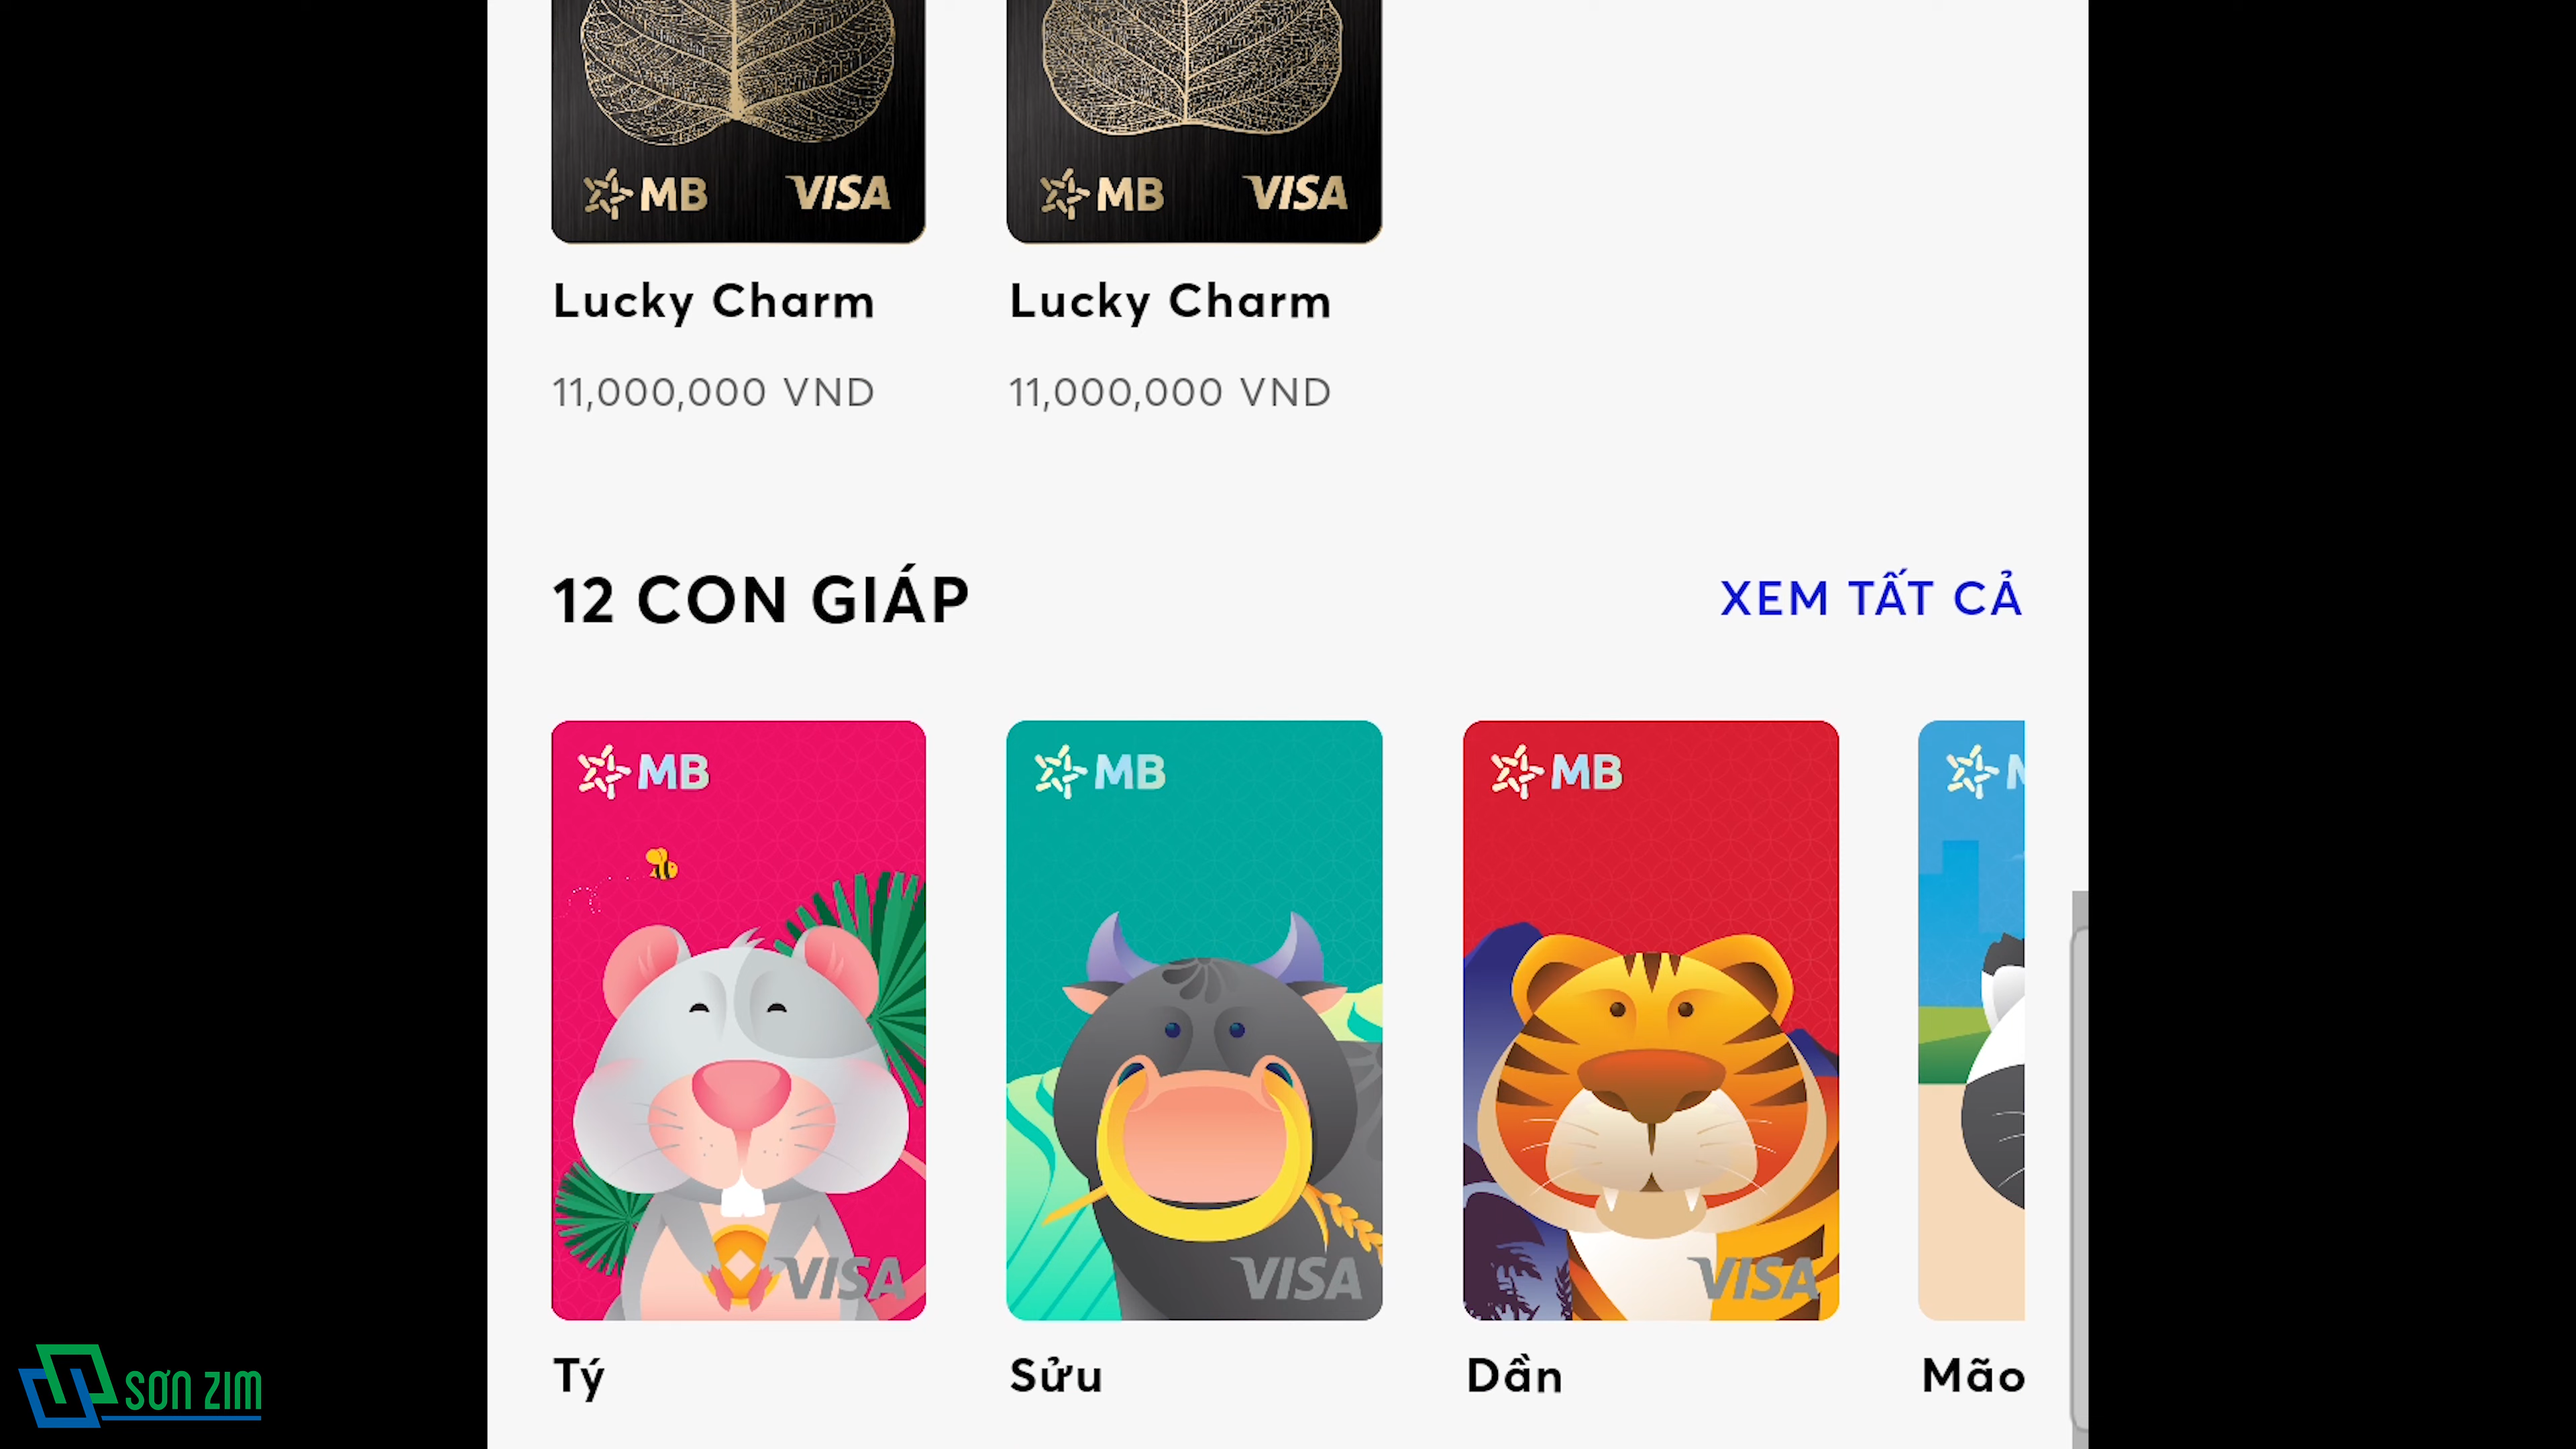 MB VISA
MB VISA
Lucky Charm
Lucky Charm
11,000,000 VND
11,000,000 VND
12 CON GIÁP
XEM TẤT CẢ
MB
MB
MB
M
VISA
VISA
VISA
Tý
Sửu
Dần
Mão
SƠN ZIM